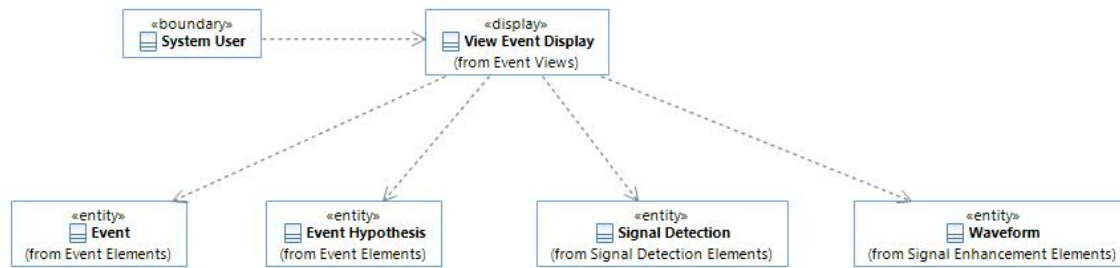 «boundary»
System User
«display»
View Event Display
(from Event Views)
«entity»
Event
(from Event Elements)
«entity»
Event Hypothesis
(from Event Elements)
«entity»
Signal Detection
(from Signal Detection Elements)
«entity»
Waveform
(from Signal Enhancement Elements)